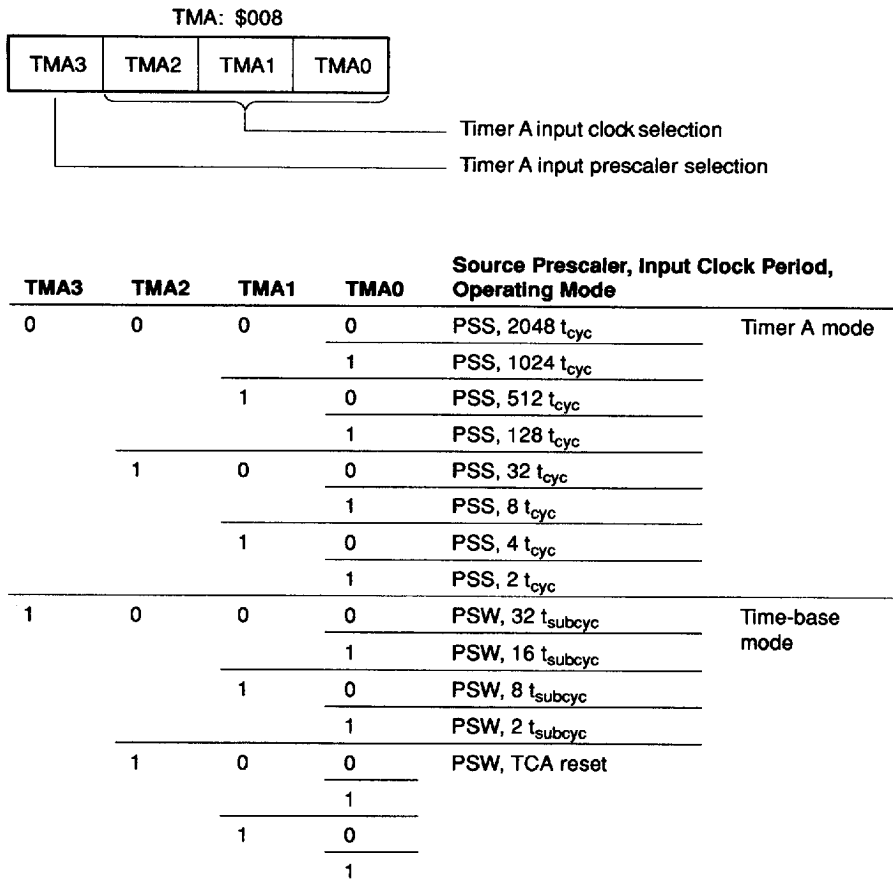 TMA: $008
TMA3 TMA2 TMA1 TMA0
Timer A input clock selection
Timer A input prescaler selection
TMA3 TMA2 TMA1 TMA0 Source Prescaler, Input Clock Period, Operating Mode
0 0 0 0 PSS, 2048 tcyc Timer A mode
1 PSS, 1024 tcyc
1 0 PSS, 512 tcyc
1 PSS, 128 tcyc
1 0 0 PSS, 32 tcyc
1 PSS, 8 tcyc
1 0 PSS, 4 tcyc
1 PSS, 2 tcyc
1 0 0 0 PSW, 32 tsubcyc Time-base mode
1 PSW, 16 tsubcyc
1 0 PSW, 8 tsubcyc
1 PSW, 2 tsubcyc
1 0 0 PSW, TCA reset
1
1 0
1